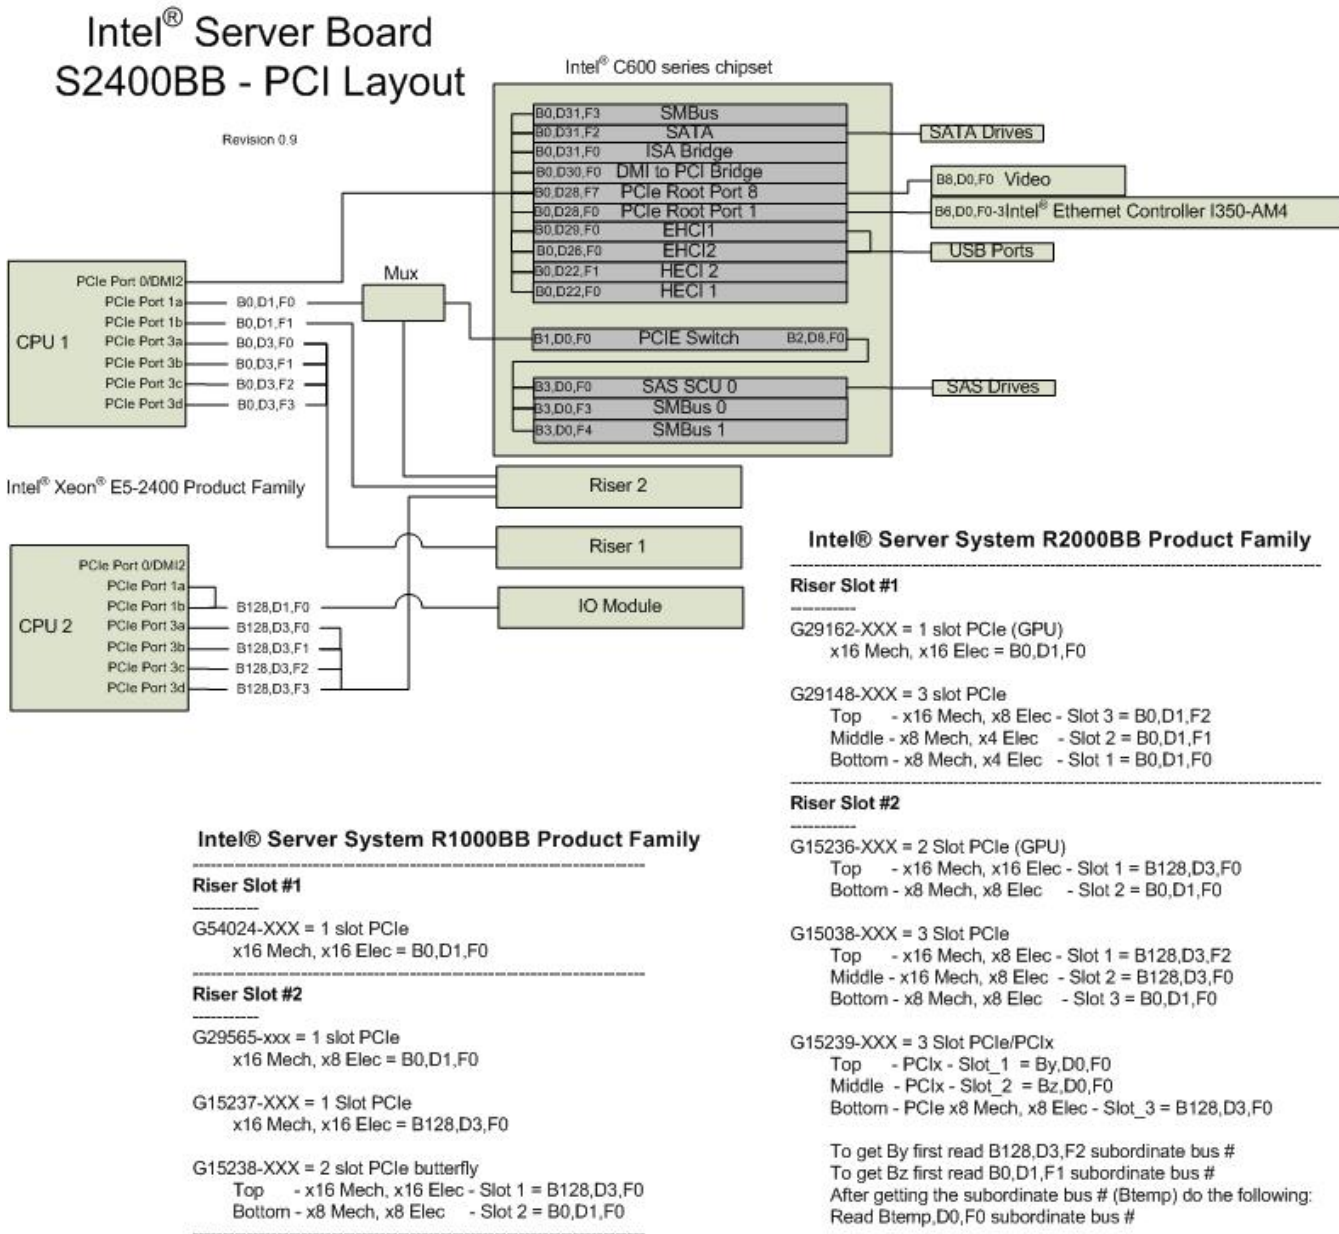 Intel® Server Board
S2400BB - PCI Layout
Revision 0.9
Intel® C600 series chipset
B0,D31,F3 SMBus
B0,D31,F2 SATA
B0,D31,F0 ISA Bridge
B0,D30,F0 DMI to PCI Bridge
B0,D28,F7 PCIe Root Port 8
B0,D28,F0 PCIe Root Port 1
B0,D29,F0 EHCI1
B0,D26,F0 EHCI2
B0,D22,F1 HECI 2
B0,D22,F0 HECI 1
SATA Drives
B8,D0,F0 Video
B6,D0,F0-3Intel® Ethernet Controller I350-AM4
USB Ports
B1,D0,F0 PCIE Switch B2,D8,F0
B3,D0,F0 SAS SCU 0
B3,D0,F3 SMBus 0
B3,D0,F4 SMBus 1
SAS Drives
Mux
CPU 1
PCIe Port 0/DMI2
PCIe Port 1a B0,D1,F0
PCIe Port 1b B0,D1,F1
PCIe Port 3a B0,D3,F0
PCIe Port 3b B0,D3,F1
PCIe Port 3c B0,D3,F2
PCIe Port 3d B0,D3,F3
Intel® Xeon® E5-2400 Product Family
Riser 2
Riser 1
IO Module
CPU 2
PCIe Port 0/DMI2
PCIe Port 1a
PCIe Port 1b B128,D1,F0
PCIe Port 3a B128,D3,F0
PCIe Port 3b B128,D3,F1
PCIe Port 3c B128,D3,F2
PCIe Port 3d B128,D3,F3
Intel® Server System R1000BB Product Family
Riser Slot #1
G54024-XXX = 1 slot PCIe
x16 Mech, x16 Elec = B0,D1,F0
Riser Slot #2
G29565-xxx = 1 slot PCIe
x16 Mech, x8 Elec = B0,D1,F0
G15237-XXX = 1 Slot PCIe
x16 Mech, x16 Elec = B128,D3,F0
G15238-XXX = 2 slot PCIe butterfly
Top - x16 Mech, x16 Elec - Slot 1 = B128,D3,F0
Bottom - x8 Mech, x8 Elec - Slot 2 = B0,D1,F0
Intel® Server System R2000BB Product Family
Riser Slot #1
G29162-XXX = 1 slot PCIe (GPU)
x16 Mech, x16 Elec = B0,D1,F0
G29148-XXX = 3 slot PCIe
Top - x16 Mech, x8 Elec - Slot 3 = B0,D1,F2
Middle - x8 Mech, x4 Elec - Slot 2 = B0,D1,F1
Bottom - x8 Mech, x4 Elec - Slot 1 = B0,D1,F0
Riser Slot #2
G15236-XXX = 2 Slot PCIe (GPU)
Top - x16 Mech, x16 Elec - Slot 1 = B128,D3,F0
Bottom - x8 Mech, x8 Elec - Slot 2 = B0,D1,F0
G15038-XXX = 3 Slot PCIe
Top - x16 Mech, x8 Elec - Slot 1 = B128,D3,F2
Middle - x16 Mech, x8 Elec - Slot 2 = B128,D3,F0
Bottom - x8 Mech, x8 Elec - Slot 3 = B0,D1,F0
G15239-XXX = 3 Slot PCIe/PCIx
Top - PCIx - Slot_1 = By,D0,F0
Middle - PCIx - Slot_2 = Bz,D0,F0
Bottom - PCIe x8 Mech, x8 Elec - Slot_3 = B128,D3,F0
To get By first read B128,D3,F2 subordinate bus #
To get Bz first read B0,D1,F1 subordinate bus #
After getting the subordinate bus # (Btemp) do the following:
Read Btemp,D0,F0 subordinate bus #